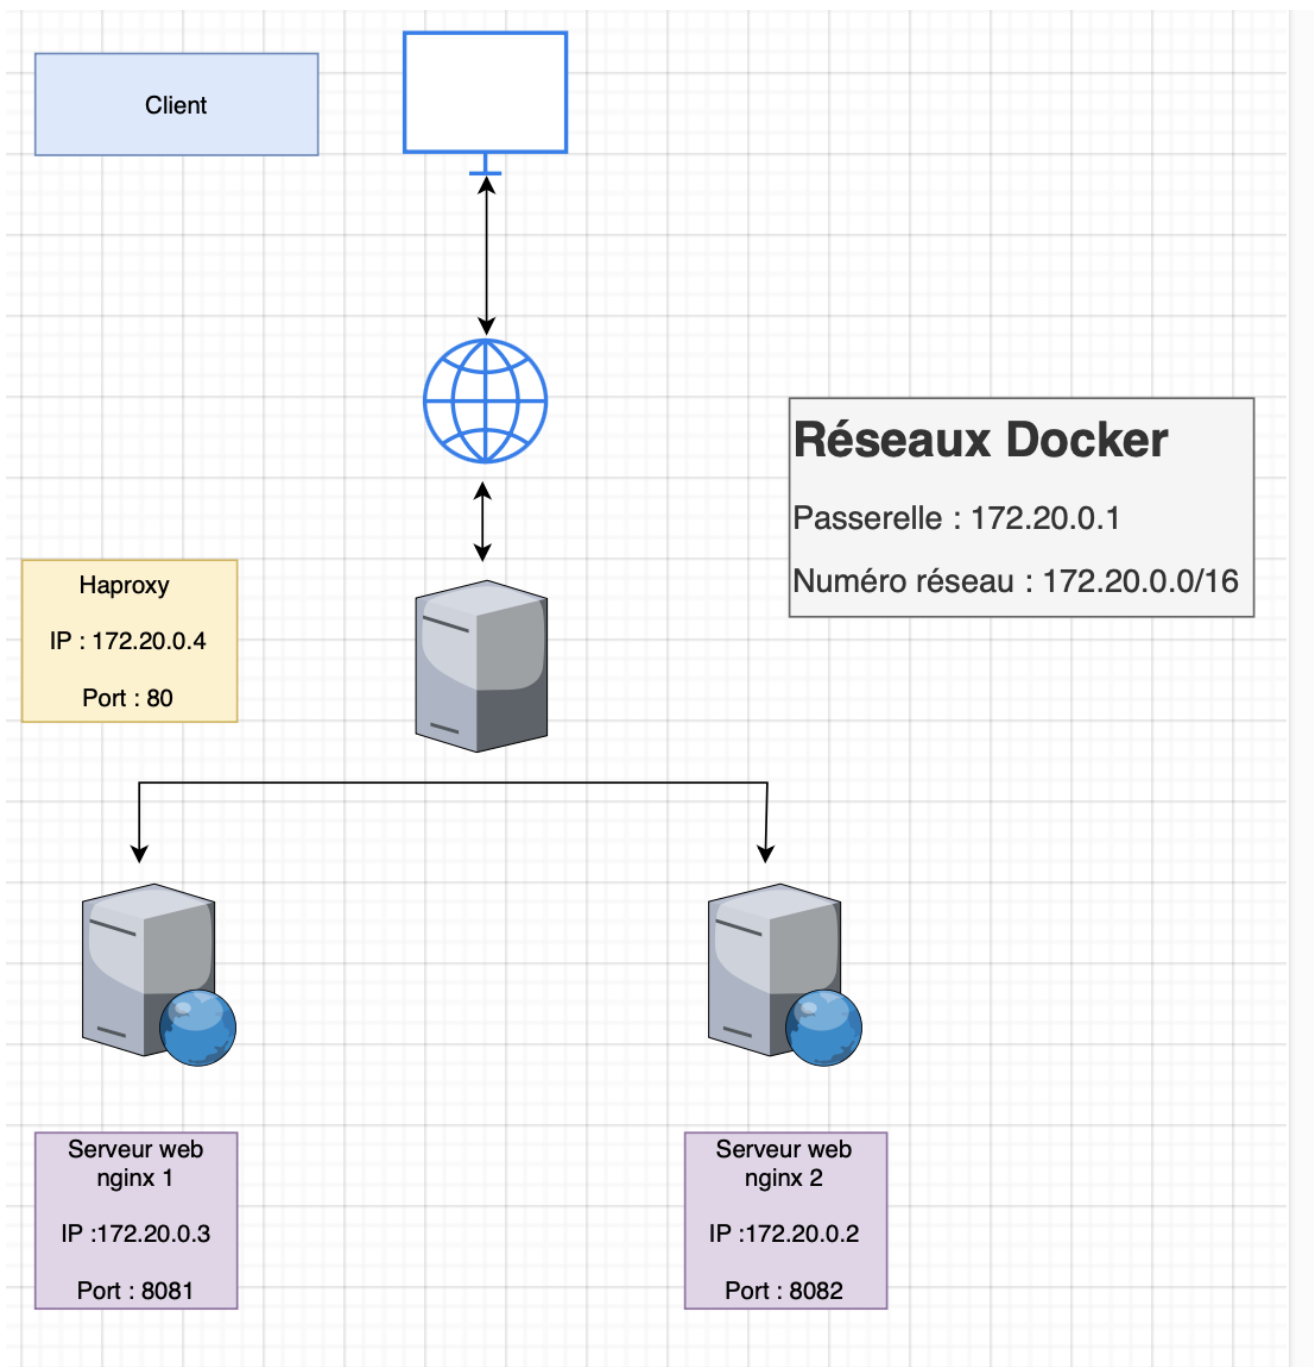 Client
Réseaux Docker
Passerelle : 172.20.0.1
Numéro réseau : 172.20.0.0/16
Haproxy
IP : 172.20.0.4
Port : 80
Serveur web
nginx 1
IP :172.20.0.3
Port : 8081
Serveur web
nginx 2
IP :172.20.0.2
Port : 8082